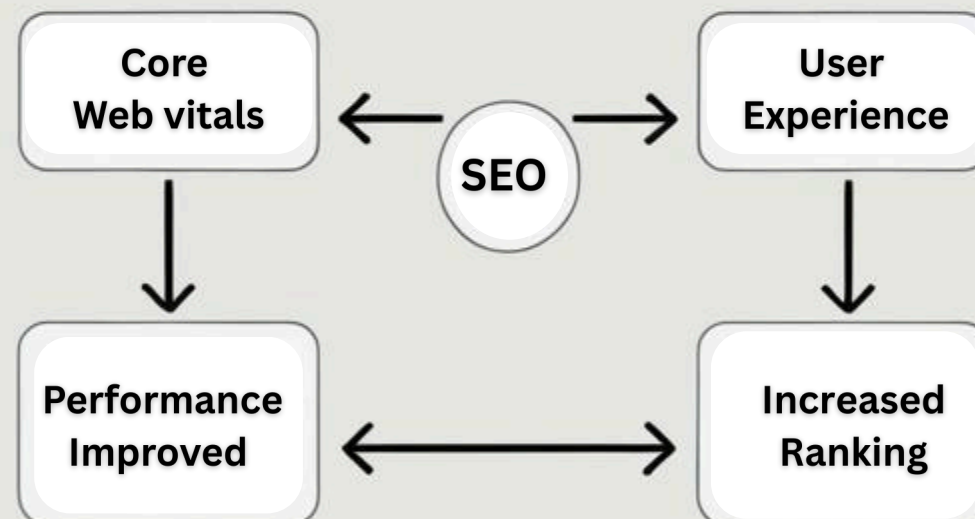 Core
Web vitals
SEO
User
Experience
Performance
Improved
Increased
Ranking